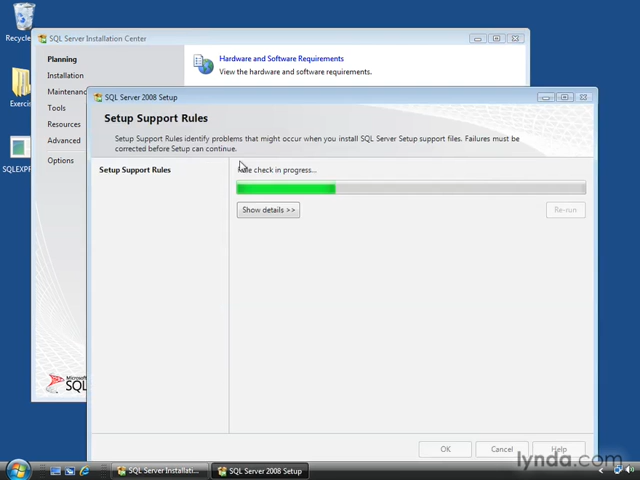 Recycle
SQL Server Installation Center
Planning
Installation
Maintenanc
Tools
Resources
Advanced
Options
Hardware and Software Requirements
View the hardware and software requirements.
Exercis
SQLEXPR
SQL Server 2008 Setup
Setup Support Rules
Setup Support Rules identify problems that might occur when you install SQL Server Setup support files. Failures must be
corrected before Setup can continue.
Setup Support Rules
Rule check in progress...
Show details >>
Re-run
Microsoft
SQL
OK
Cancel
Help
lynda.com
SQL Server Installati...
SQL Server 2008 Setup